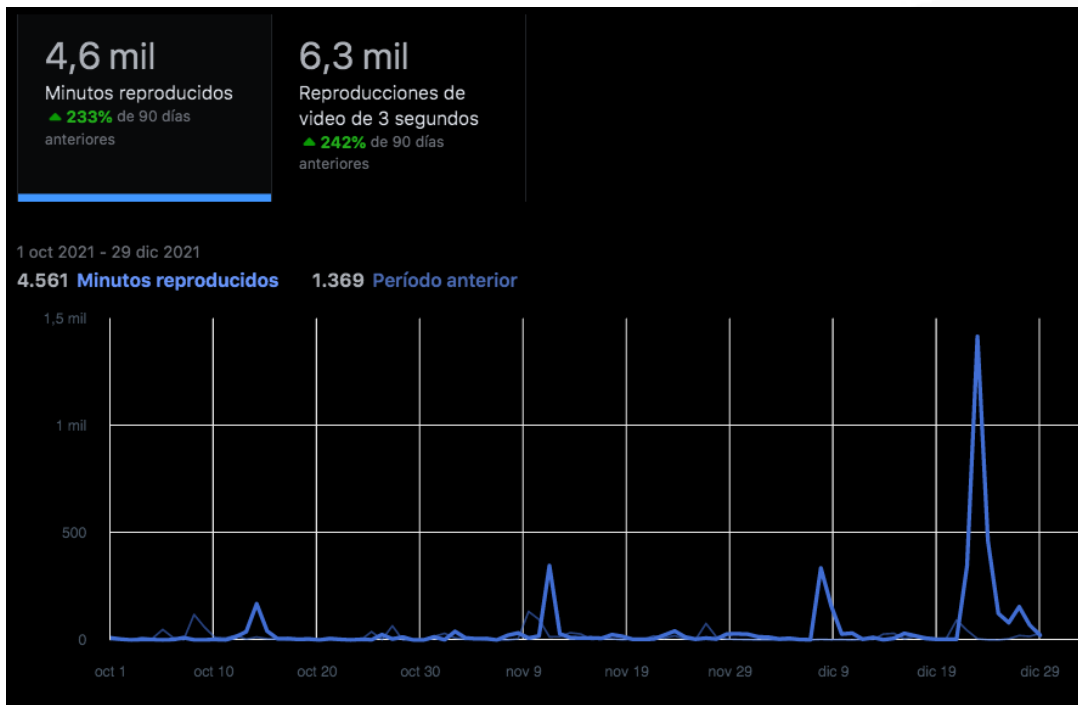 4,6 mil
Minutos reproducidos
233% de 90 días
anteriores
6,3 mil
Reproducciones de
video de 3 segundos
242% de 90 días
anteriores
1 oct 2021 - 29 dic 2021
4.561 Minutos reproducidos 1.369 Período anterior
1,5 mil
1 mil
500
0
oct 1 oct 10 oct 20 oct 30 nov 9 nov 19 nov 29 dic 9 dic 19 dic 29